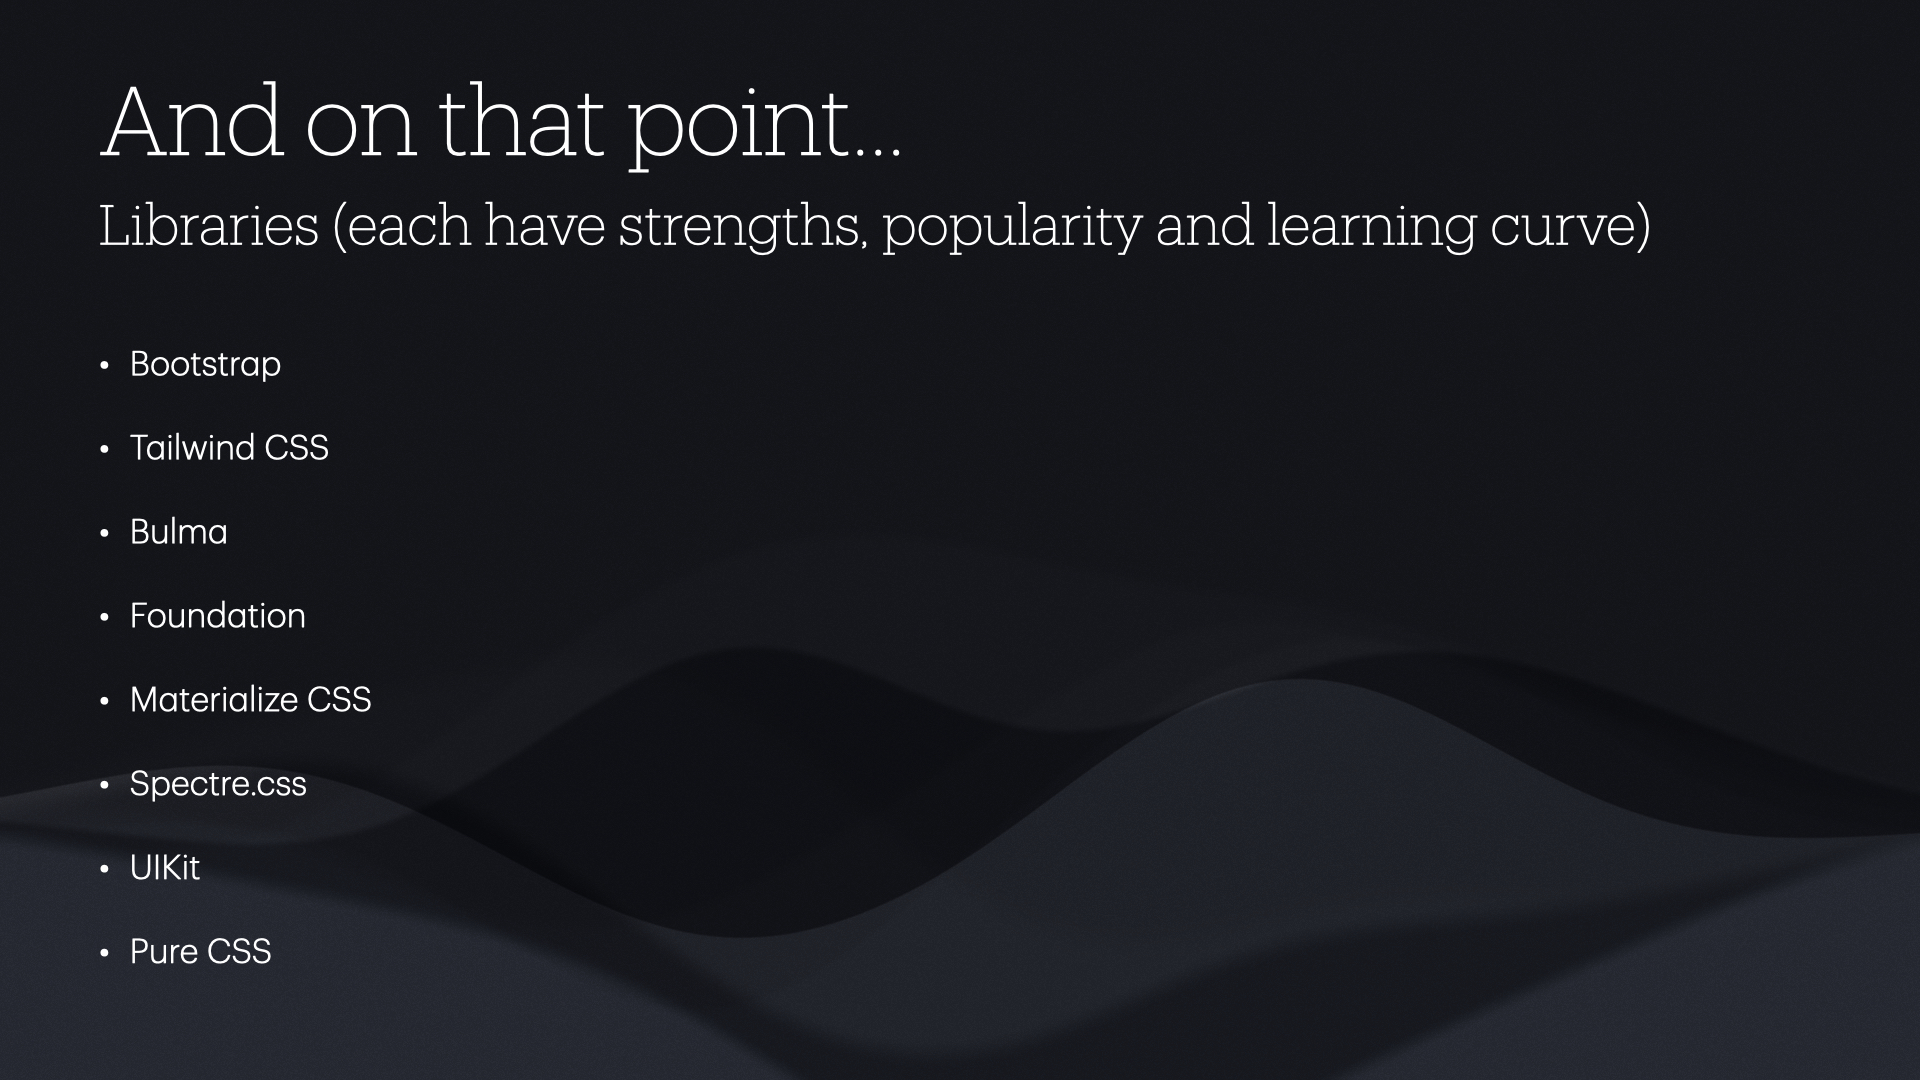 And on that point...
Libraries (each have strengths, popularity and learning curve)
• Bootstrap
• Tailwind CSS
• Bulma
• Foundation
• Materialize CSS
• Spectre.css
• UIKit
• Pure CSS